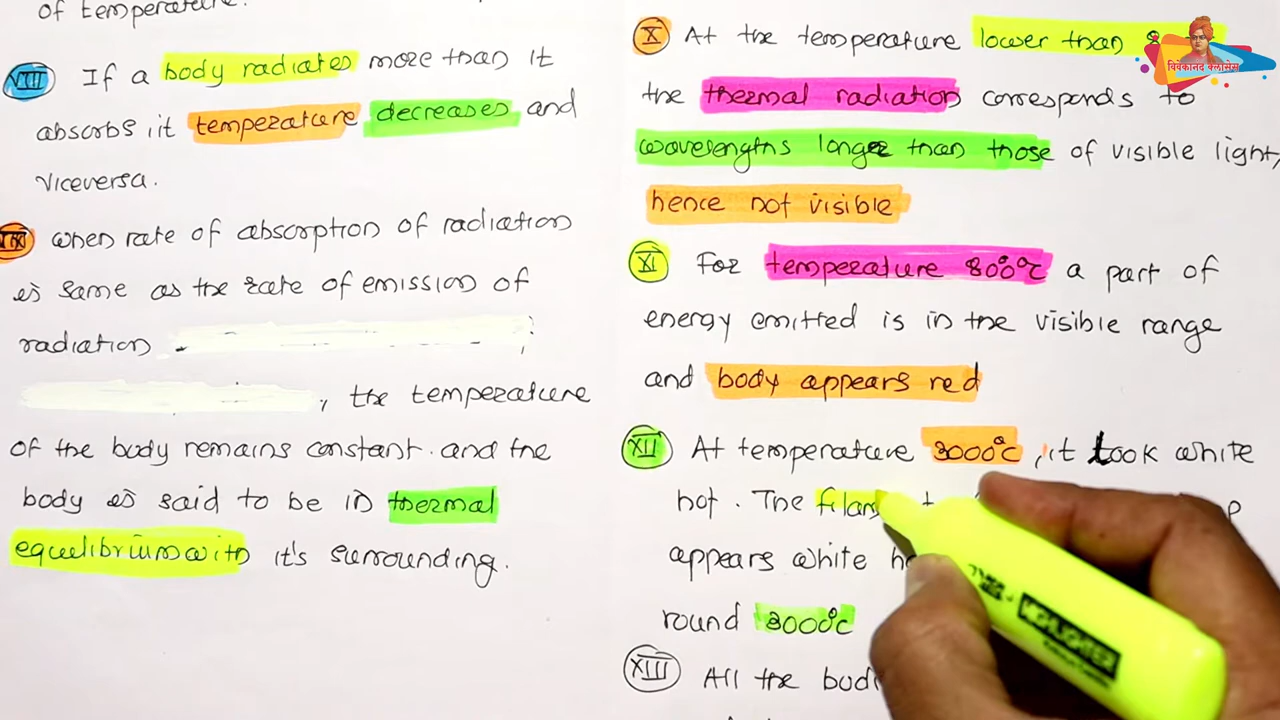 of temperature.
VIII If a body radiates more than it
absorbs it temperature decreases and
viceversa.
IX when rate of absorption of radiation
is same as the rate of emission of
radiation
, the temperature
of the body remains constant. and the
body is said to be in thermal
equilibrium with it's surrounding.
X At the temperature lower than 8
the thermal radiation corresponds to
wavelengths longer than those of visible light,
hence not visible
XI For temperature 800°C a part of
energy emitted is in the visible range
and body appears red
XII At temperature 3000°C, it look white
hot. The
appears white
round 3000°C
XIII All the
विवेकानंद क्लासेस
HIGHLIGHTER